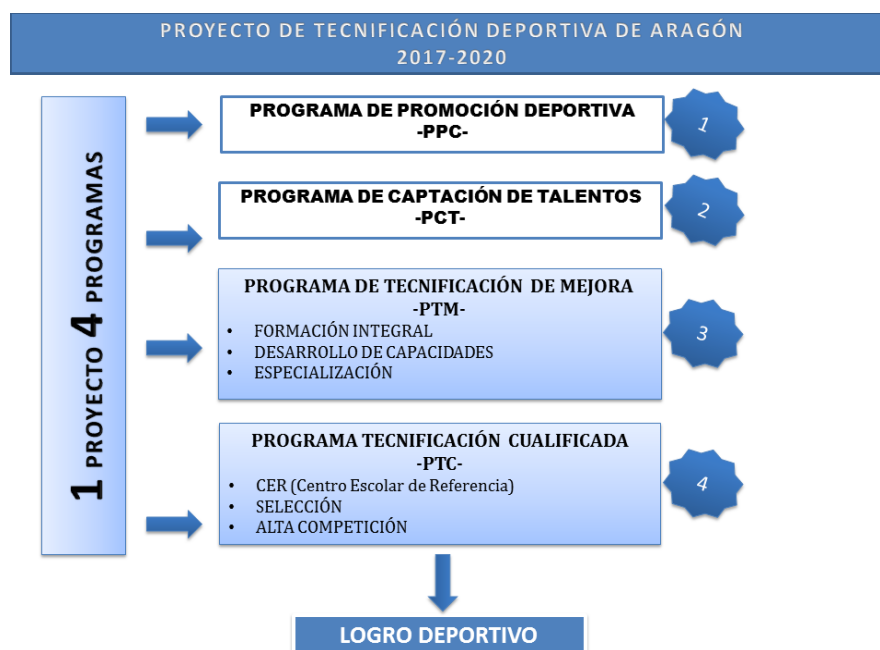 PROYECTO DE TECNIFICACIÓN DEPORTIVA DE ARAGÓN
2017-2020
1 PROYECTO 4 PROGRAMAS
PROGRAMA DE PROMOCIÓN DEPORTIVA
-PPC-
1
PROGRAMA DE CAPTACIÓN DE TALENTOS
-PCT-
2
PROGRAMA DE TECNIFICACIÓN DE MEJORA
-PTM-
• FORMACIÓN INTEGRAL
• DESARROLLO DE CAPACIDADES
• ESPECIALIZACIÓN
3
PROGRAMA TECNIFICACIÓN CUALIFICADA
-PTC-
• CER (Centro Escolar de Referencia)
• SELECCIÓN
• ALTA COMPETICIÓN
4
LOGRO DEPORTIVO